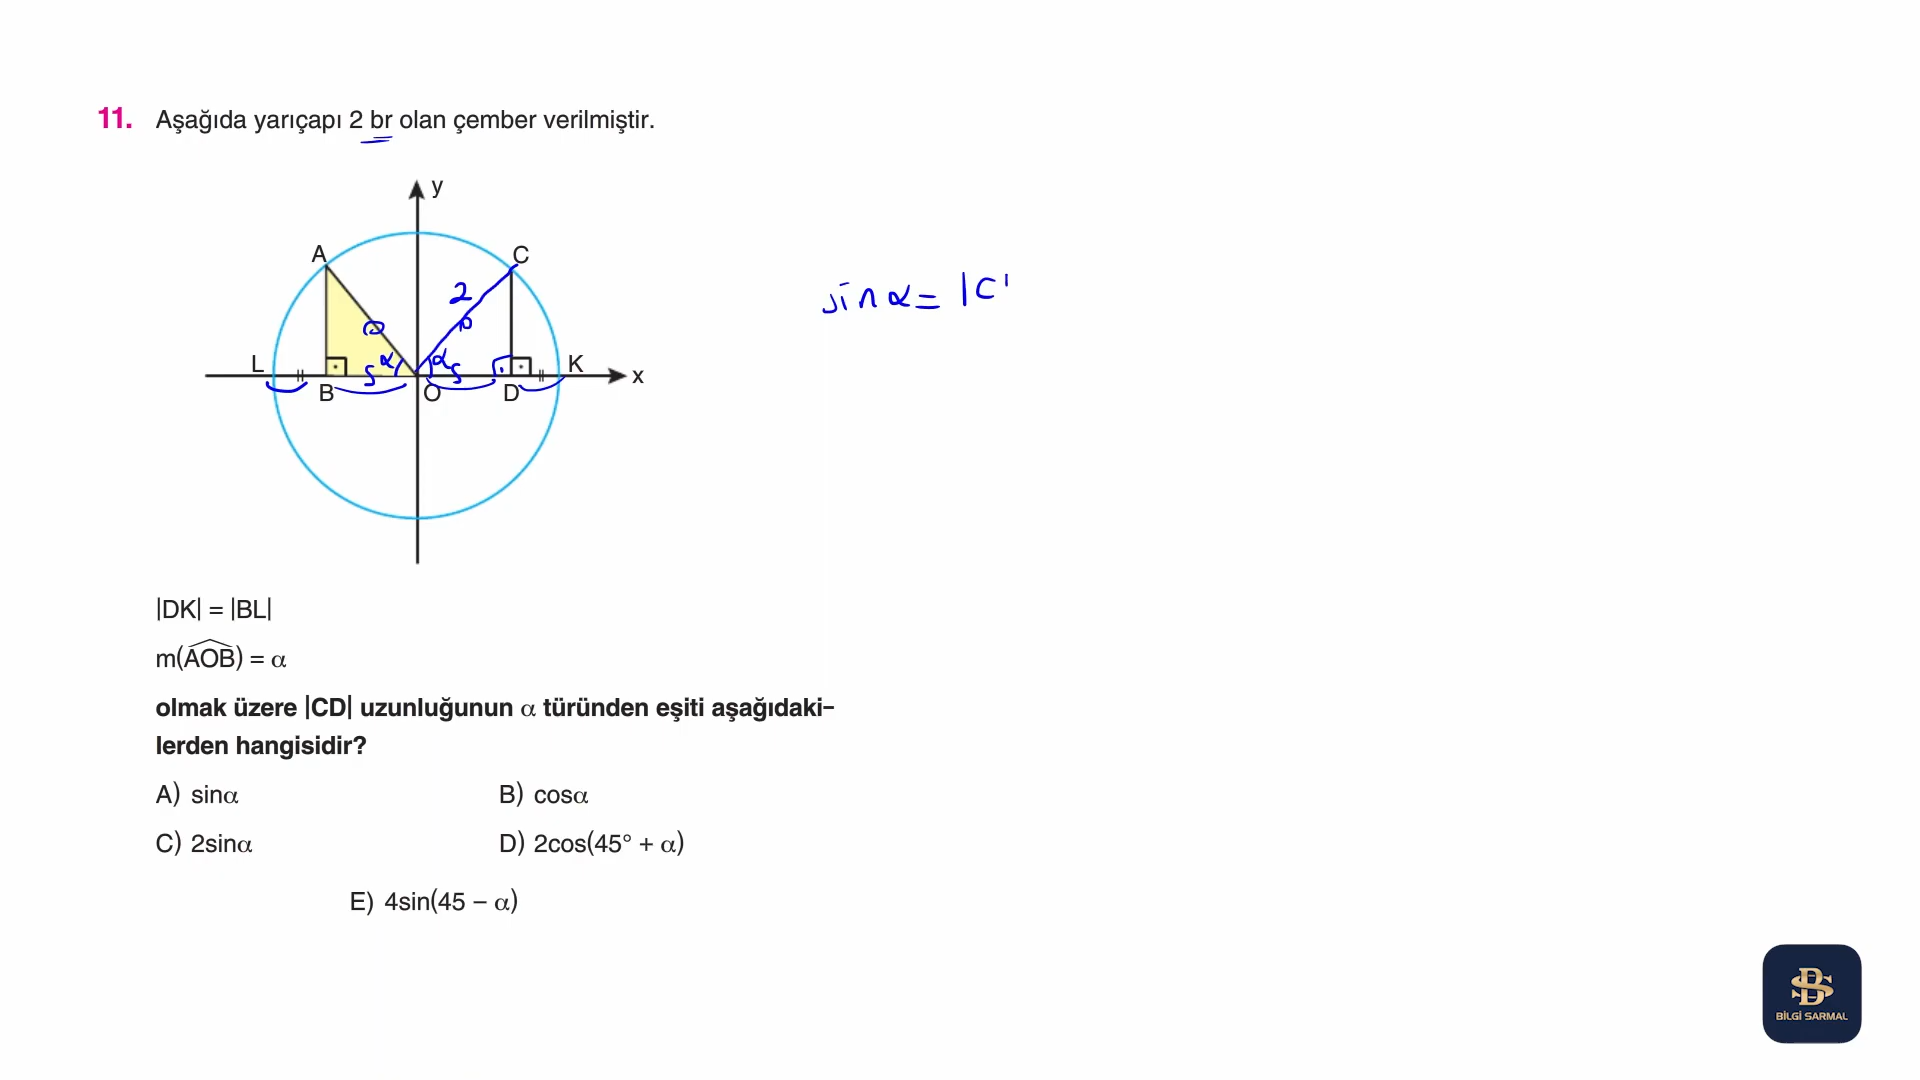 11. Aşağıda yarıçapı 2 br olan çember verilmiştir.
y
A
C
2
sinα = |C
α
α
L
K
x
B
O
D
|DK| = |BL|
m(AOB) = α
olmak üzere |CD| uzunluğunun α türünden eşiti aşağıdaki-
lerden hangisidir?
A) sinα
B) cosα
C) 2sinα
D) 2cos(45° + α)
E) 4sin(45 – α)
BİLGİ SARMAL